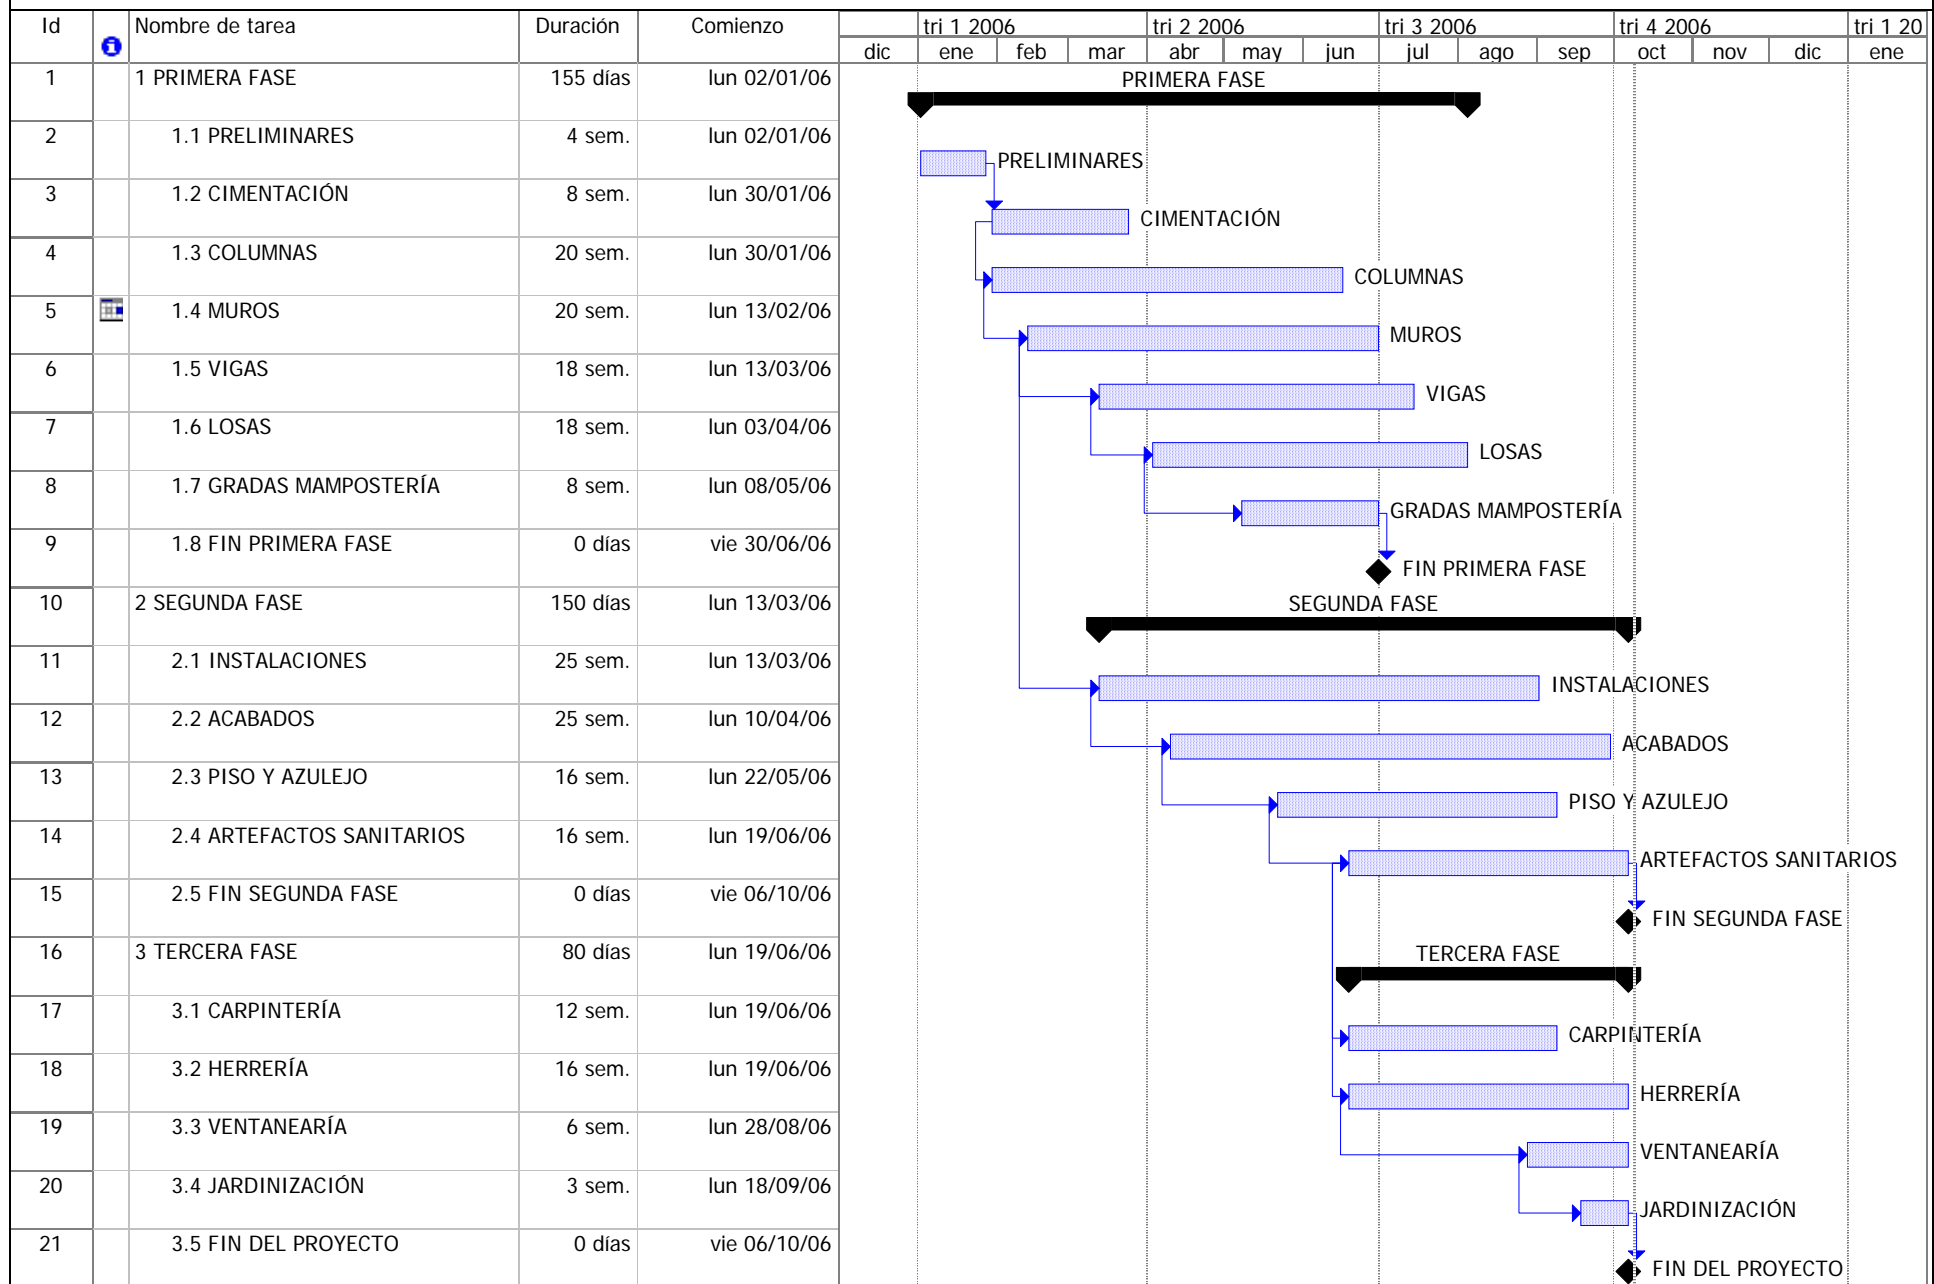 Id Nombre de tarea Duración Comienzo tri 1 2006 tri 2 2006 tri 3 2006 tri 4 2006 tri 1 20
dic ene feb mar abr may jun jul ago sep oct nov dic ene
1 1 PRIMERA FASE 155 días lun 02/01/06 PRIMERA FASE
2 1.1 PRELIMINARES 4 sem. lun 02/01/06
PRELIMINARES
3 1.2 CIMENTACIÓN 8 sem. lun 30/01/06
CIMENTACIÓN
4 1.3 COLUMNAS 20 sem. lun 30/01/06
COLUMNAS
5 1.4 MUROS 20 sem. lun 13/02/06
MUROS
6 1.5 VIGAS 18 sem. lun 13/03/06
VIGAS
7 1.6 LOSAS 18 sem. lun 03/04/06
LOSAS
8 1.7 GRADAS MAMPOSTERÍA 8 sem. lun 08/05/06
GRADAS MAMPOSTERÍA
9 1.8 FIN PRIMERA FASE 0 días vie 30/06/06
FIN PRIMERA FASE
10 2 SEGUNDA FASE 150 días lun 13/03/06 SEGUNDA FASE
11 2.1 INSTALACIONES 25 sem. lun 13/03/06
INSTALACIONES
12 2.2 ACABADOS 25 sem. lun 10/04/06
ACABADOS
13 2.3 PISO Y AZULEJO 16 sem. lun 22/05/06
PISO Y AZULEJO
14 2.4 ARTEFACTOS SANITARIOS 16 sem. lun 19/06/06
ARTEFACTOS SANITARIOS
15 2.5 FIN SEGUNDA FASE 0 días vie 06/10/06
FIN SEGUNDA FASE
16 3 TERCERA FASE 80 días lun 19/06/06 TERCERA FASE
17 3.1 CARPINTERÍA 12 sem. lun 19/06/06
CARPINTERÍA
18 3.2 HERRERÍA 16 sem. lun 19/06/06
HERRERÍA
19 3.3 VENTANEARÍA 6 sem. lun 28/08/06
VENTANEARÍA
20 3.4 JARDINIZACIÓN 3 sem. lun 18/09/06
JARDINIZACIÓN
21 3.5 FIN DEL PROYECTO 0 días vie 06/10/06
FIN DEL PROYECTO